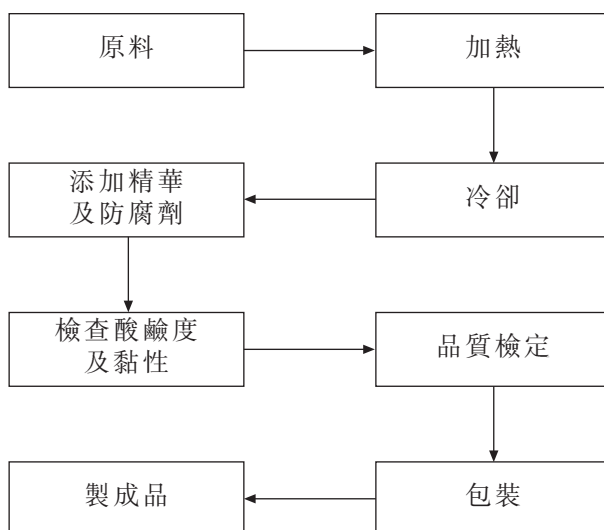 原料
加熱
冷卻
添加精華
及防腐劑
檢查酸鹼度
及黏性
品質檢定
包裝
製成品